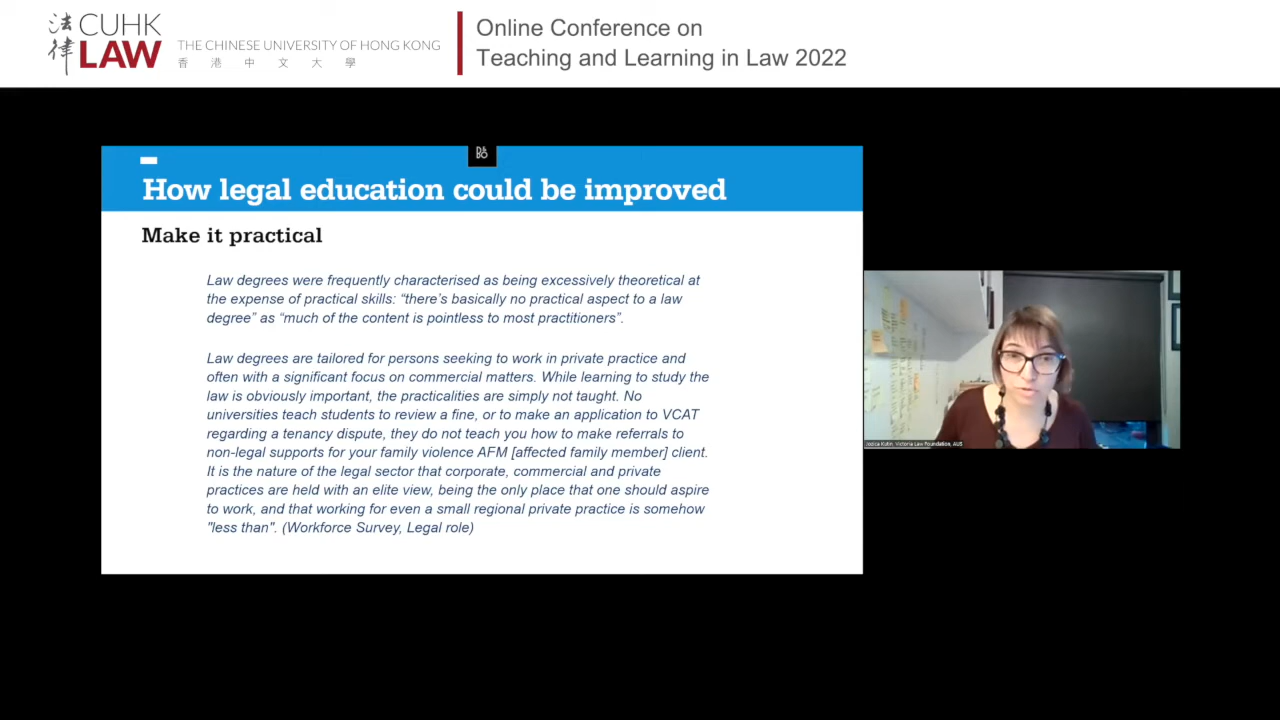 法律
CUHK
LAW
THE CHINESE UNIVERSITY OF HONG KONG
香 港 中 文 大 學
Online Conference on
Teaching and Learning in Law 2022
How legal education could be improved
Make it practical
Law degrees were frequently characterised as being excessively theoretical at
the expense of practical skills: “there’s basically no practical aspect to a law
degree” as “much of the content is pointless to most practitioners”.
Law degrees are tailored for persons seeking to work in private practice and
often with a significant focus on commercial matters. While learning to study the
law is obviously important, the practicalities are simply not taught. No
universities teach students to review a fine, or to make an application to VCAT
regarding a tenancy dispute, they do not teach you how to make referrals to
non-legal supports for your family violence AFM [affected family member] client.
It is the nature of the legal sector that corporate, commercial and private
practices are held with an elite view, being the only place that one should aspire
to work, and that working for even a small regional private practice is somehow
"less than". (Workforce Survey, Legal role)
Kutin, Victoria Law Foundation, AUS